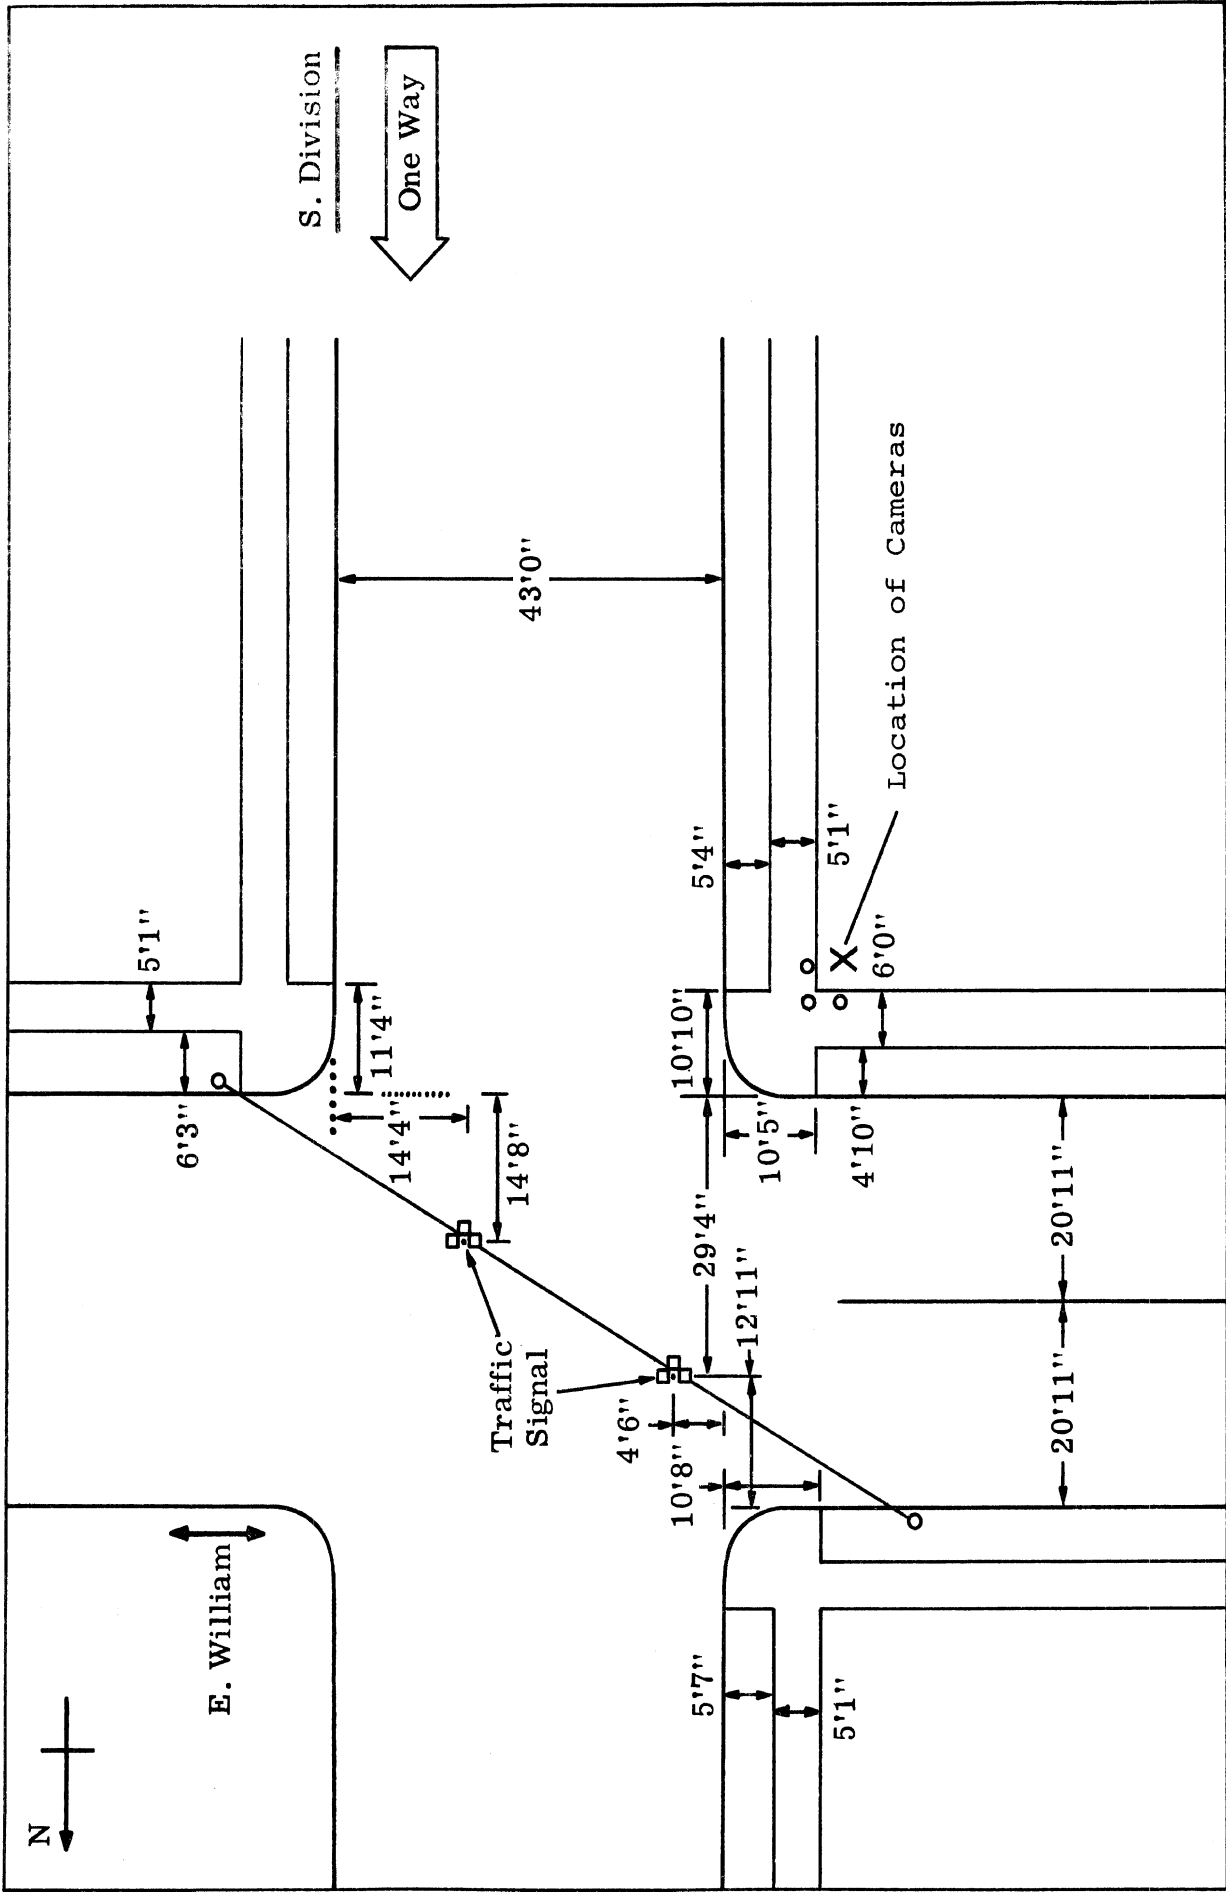 N
E. William
S. Division
One Way
5'1"
6'3"
11'4"
14'4"
14'8"
43'0"
Traffic
Signal
4'6"
29'4"
12'11"
10'8"
10'10"
10'5"
5'4"
5'1"
6'0"
4'10"
Location of Cameras
X
20'11"
20'11"
5'7"
5'1"